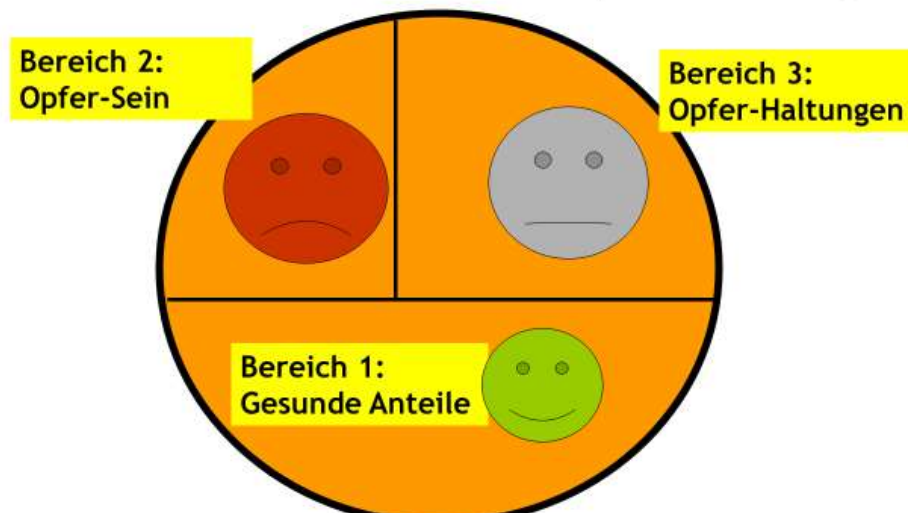 Bereich 2:
Opfer-Sein
Bereich 3:
Opfer-Haltungen
Bereich 1:
Gesunde Anteile